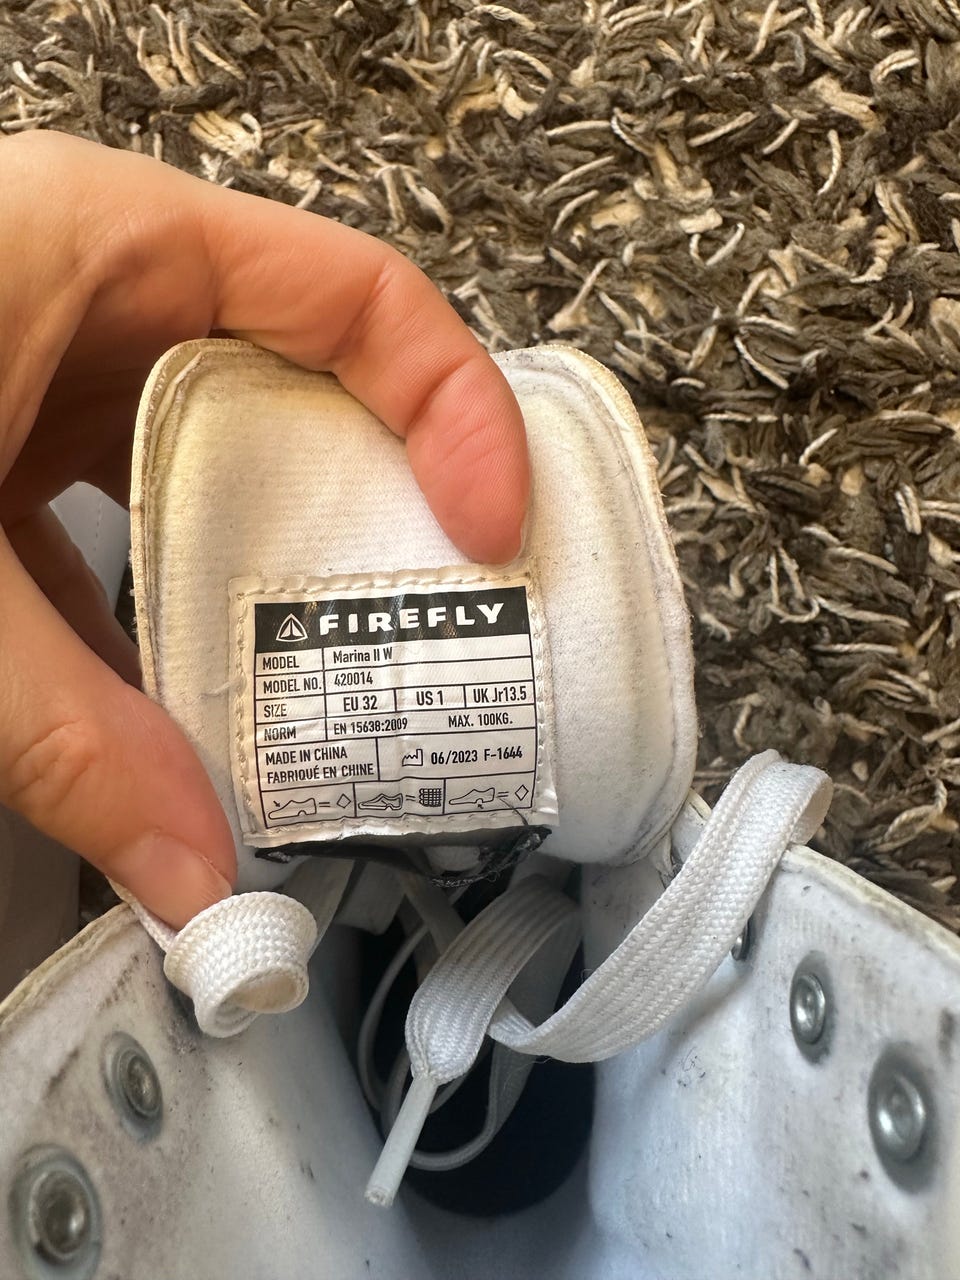 FIREFLY
MODEL Marina II W
MODEL NO. 420014
SIZE EU 32 US 1 UK Jr13.5
NORM EN 15638:2009 MAX. 100KG.
MADE IN CHINA
FABRIQUÉ EN CHINE
06/2023 F-1644